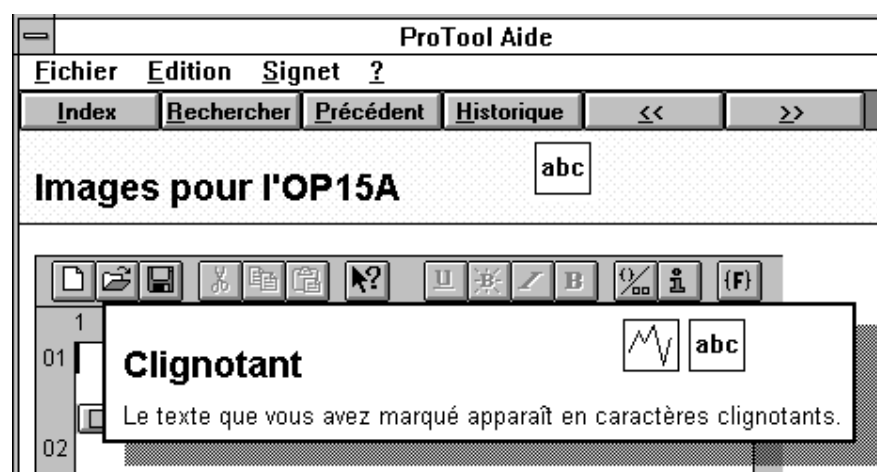 ProTool Aide
Fichier Edition Signet ?
Index Rechercher Précédent Historique << >>
Images pour l'OP15A abc
U B I B {F}
1
01
Clignotant abc
Le texte que vous avez marqué apparaît en caractères clignotants.
02